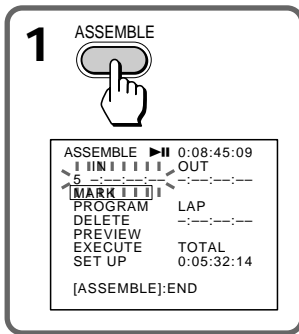 1
ASSEMBLE
ASSEMBLE ►II 0:08:45:09
IN OUT
5 –:––:––:–– –:––:––:––
MARK
PROGRAM LAP
DELETE –:––:––:––
PREVIEW
EXECUTE TOTAL
SET UP 0:05:32:14
[ASSEMBLE]:END